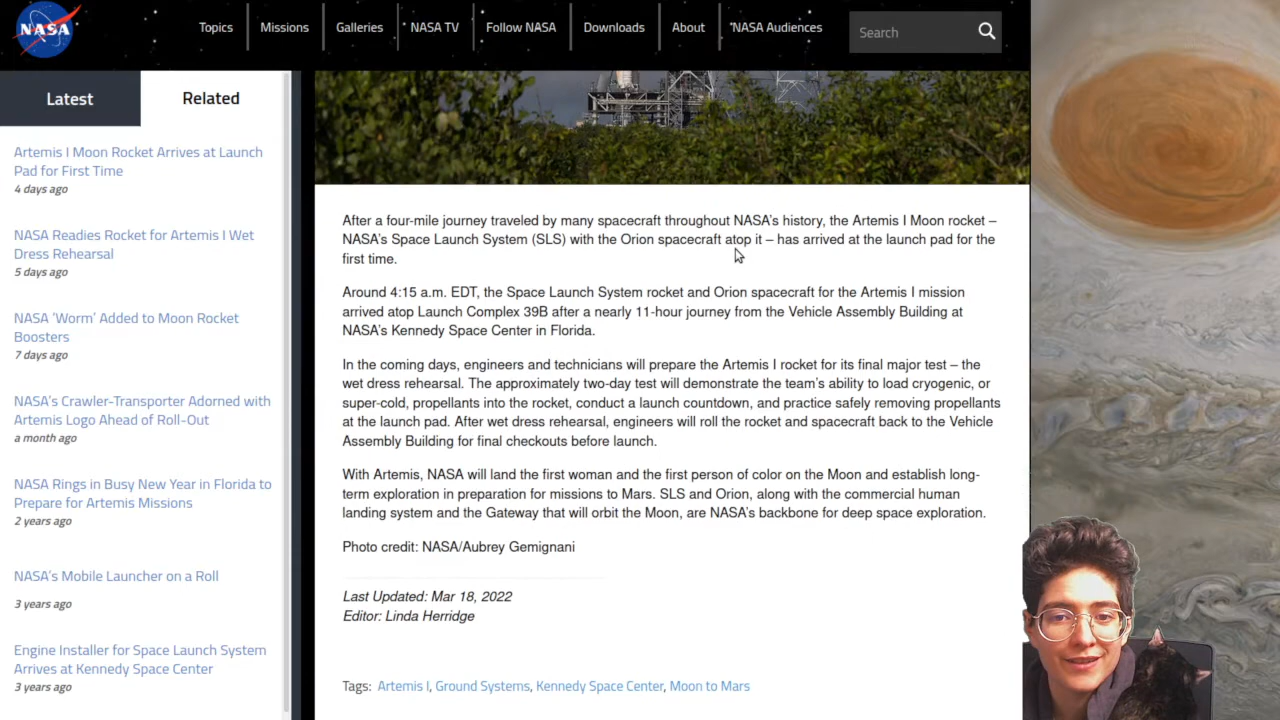 NASA
Topics
Missions
Galleries
NASA TV
Follow NASA
Downloads
About
NASA Audiences
Search
Latest
Related
Artemis I Moon Rocket Arrives at Launch
Pad for First Time
4 days ago
NASA Readies Rocket for Artemis I Wet
Dress Rehearsal
5 days ago
NASA ‘Worm’ Added to Moon Rocket
Boosters
7 days ago
NASA’s Crawler-Transporter Adorned with
Artemis Logo Ahead of Roll-Out
a month ago
NASA Rings in Busy New Year in Florida to
Prepare for Artemis Missions
2 years ago
NASA’s Mobile Launcher on a Roll
3 years ago
Engine Installer for Space Launch System
Arrives at Kennedy Space Center
3 years ago
After a four-mile journey traveled by many spacecraft throughout NASA’s history, the Artemis I Moon rocket –
NASA’s Space Launch System (SLS) with the Orion spacecraft atop it – has arrived at the launch pad for the
first time.
Around 4:15 a.m. EDT, the Space Launch System rocket and Orion spacecraft for the Artemis I mission
arrived atop Launch Complex 39B after a nearly 11-hour journey from the Vehicle Assembly Building at
NASA’s Kennedy Space Center in Florida.
In the coming days, engineers and technicians will prepare the Artemis I rocket for its final major test – the
wet dress rehearsal. The approximately two-day test will demonstrate the team’s ability to load cryogenic, or
super-cold, propellants into the rocket, conduct a launch countdown, and practice safely removing propellants
at the launch pad. After wet dress rehearsal, engineers will roll the rocket and spacecraft back to the Vehicle
Assembly Building for final checkouts before launch.
With Artemis, NASA will land the first woman and the first person of color on the Moon and establish long-
term exploration in preparation for missions to Mars. SLS and Orion, along with the commercial human
landing system and the Gateway that will orbit the Moon, are NASA’s backbone for deep space exploration.
Photo credit: NASA/Aubrey Gemignani
Last Updated: Mar 18, 2022
Editor: Linda Herridge
Tags: Artemis I, Ground Systems, Kennedy Space Center, Moon to Mars